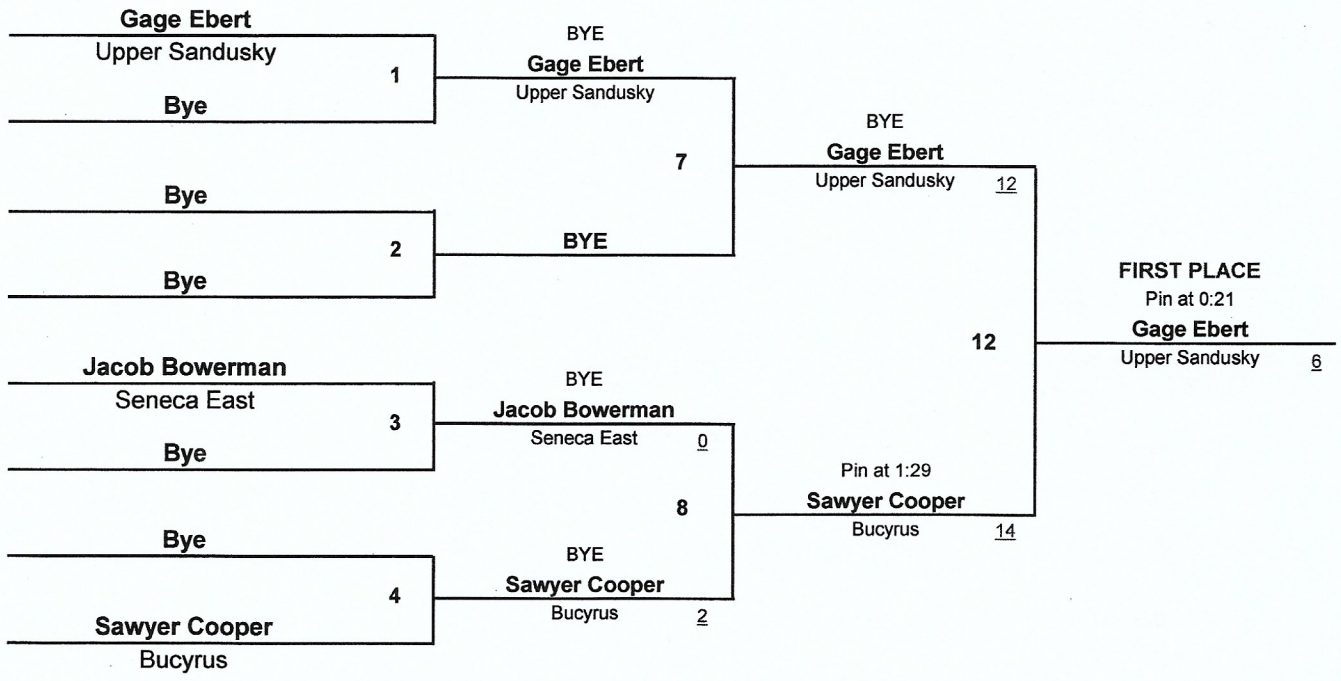 Gage Ebert
Upper Sandusky
1
Bye
Bye
2
Bye
Jacob Bowerman
Seneca East
3
Bye
Bye
4
Sawyer Cooper
Bucyrus
BYE
Gage Ebert
Upper Sandusky
7
BYE
BYE
Jacob Bowerman
Seneca East 0
8
BYE
Sawyer Cooper
Bucyrus 2
BYE
Gage Ebert
Upper Sandusky 12
12
Pin at 1:29
Sawyer Cooper
Bucyrus 14
FIRST PLACE
Pin at 0:21
Gage Ebert
Upper Sandusky 6